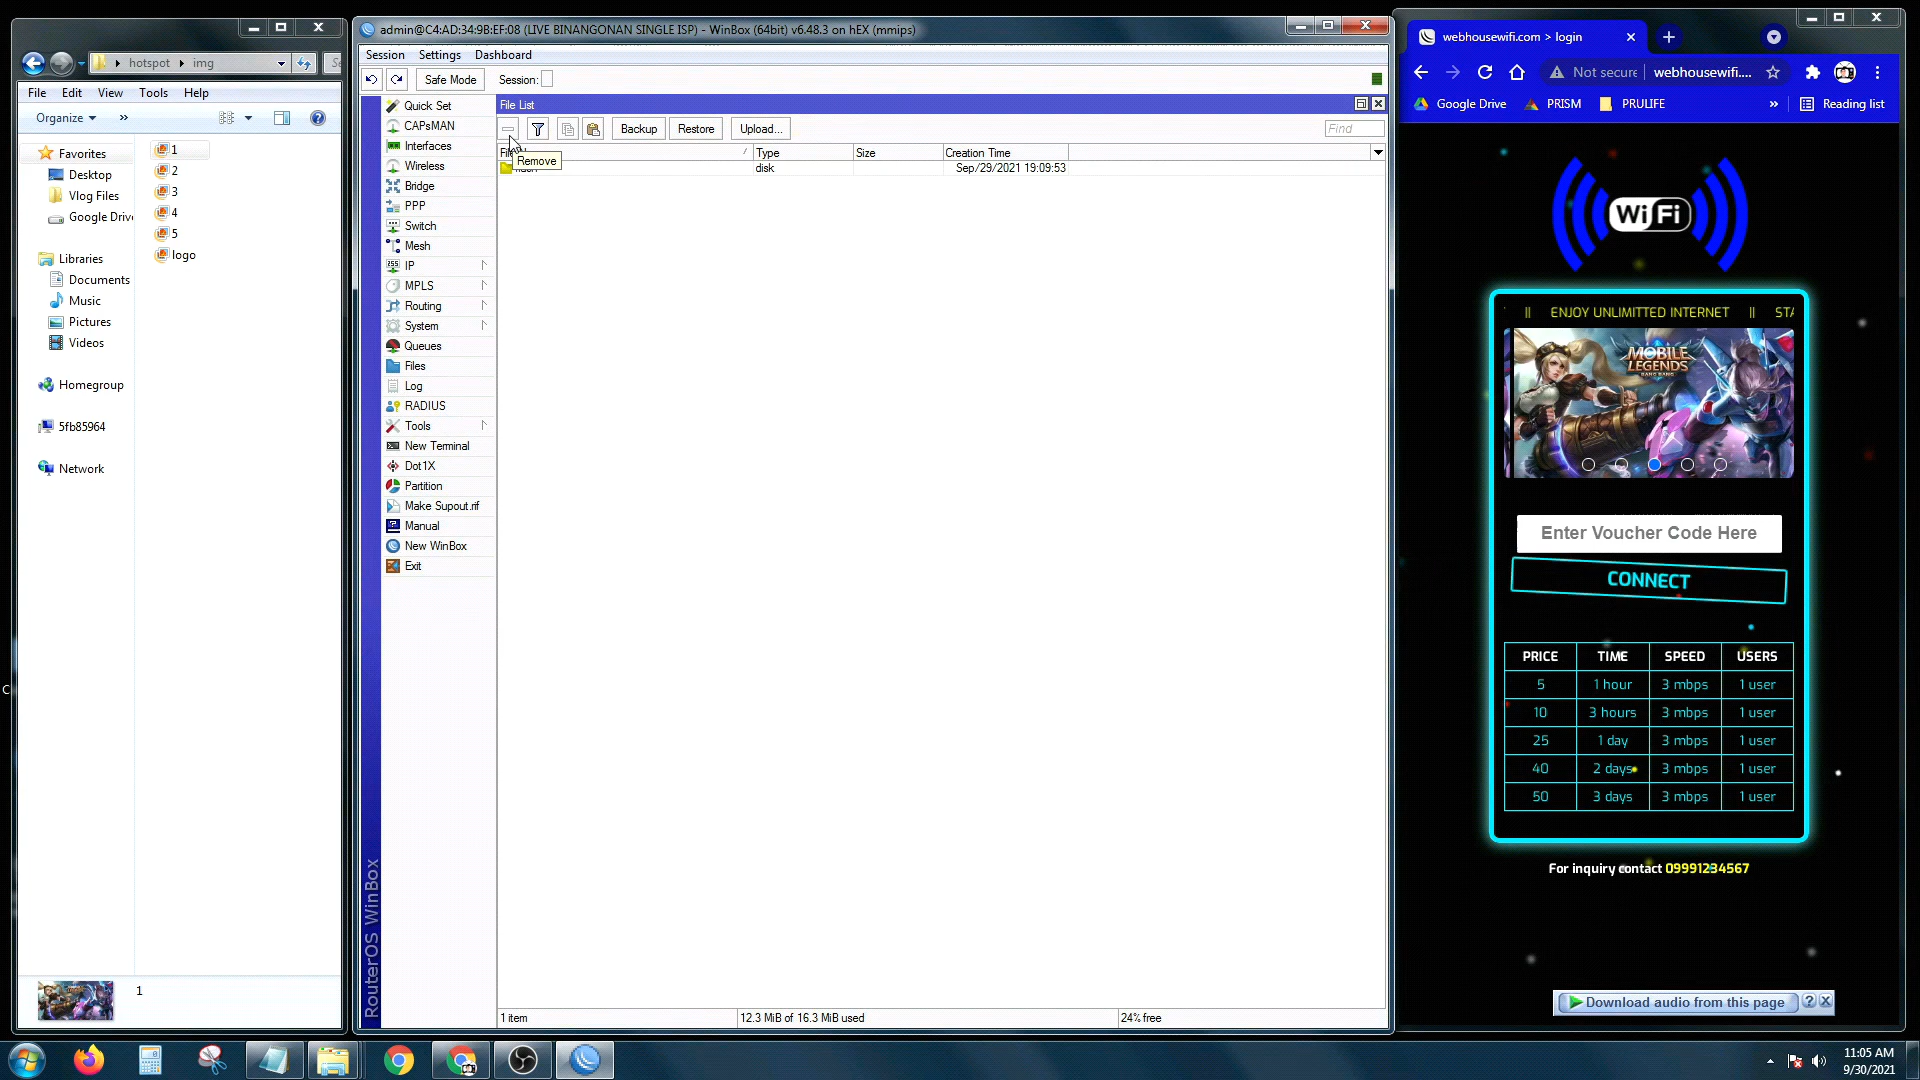 hotspot
img
File Edit View Tools Help
Organize
Favorites
Desktop
Vlog Files
Google Drive
Libraries
Documents
Music
Pictures
Videos
Homegroup
5fb85964
Network
1
2
3
4
5
logo
1
admin@C4:AD:34:9B:EF:08 (LIVE BINANGONAN SINGLE ISP) - WinBox (64bit) v6.48.3 on hEX (mmips)
Session Settings Dashboard
Safe Mode Session:
Quick Set
CAPsMAN
Interfaces
Wireless
Bridge
PPP
Switch
Mesh
IP
MPLS
Routing
System
Queues
Files
Log
RADIUS
Tools
New Terminal
Dot1X
Partition
Make Supout.rif
Manual
New WinBox
Exit
RouterOS WinBox
File List
Backup Restore Upload... Find
Type Size Creation Time
Remove
disk Sep/29/2021 19:09:53
1 item 12.3 MiB of 16.3 MiB used 24% free
webhousewifi.com > login
Not secure webhousewifi....
Google Drive PRISM PRULIFE » Reading list
Wi Fi
|| ENJOY UNLIMITTED INTERNET || STA
MOBILE LEGENDS
BANG BANG
Enter Voucher Code Here
CONNECT
PRICE TIME SPEED USERS
5 1 hour 3 mbps 1 user
10 3 hours 3 mbps 1 user
25 1 day 3 mbps 1 user
40 2 days 3 mbps 1 user
50 3 days 3 mbps 1 user
For inquiry contact 09991234567
Download audio from this page ? X
11:05 AM
9/30/2021